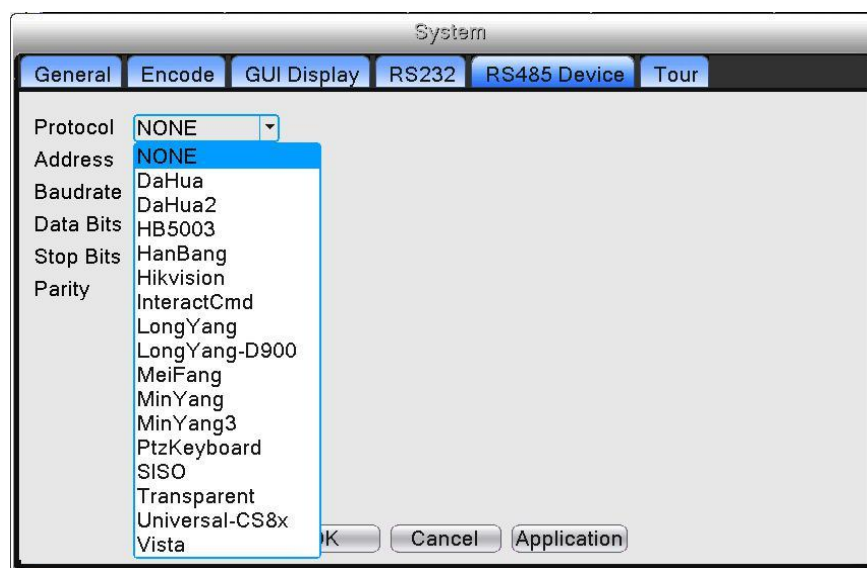 System
General Encode GUI Display RS232 RS485 Device Tour
Protocol NONE
Address NONE
DaHua
Baudrate
DaHua2
Data Bits HB5003
Stop Bits HanBang
Hikvision
Parity
InteractCmd
LongYang
LongYang-D900
MeiFang
MinYang
MinYang3
PtzKeyboard
SISO
Transparent
Universal-CS8x
K Cancel Application
Vista